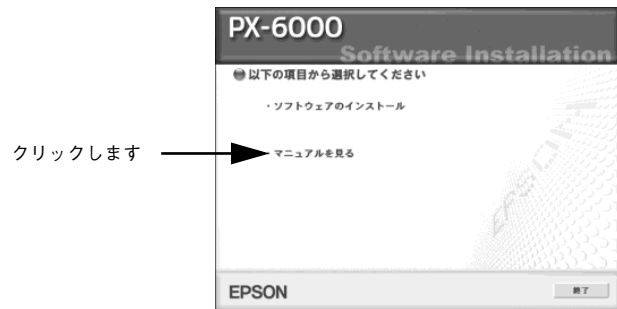 PX-6000
Software Installation
以下の項目から選択してください
・ソフトウェアのインストール
クリックします
マニュアルを見る
EPSON
EPSON
終了